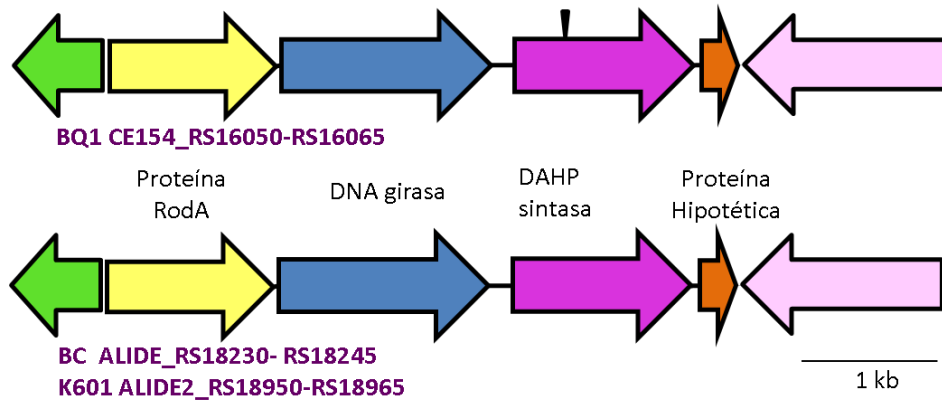 BQ1 CE154_RS16050-RS16065
Proteína
RodA
DNA girasa
DAHP
sintasa
Proteína
Hipotética
BC ALIDE_RS18230- RS18245
K601 ALIDE2_RS18950-RS18965
1 kb